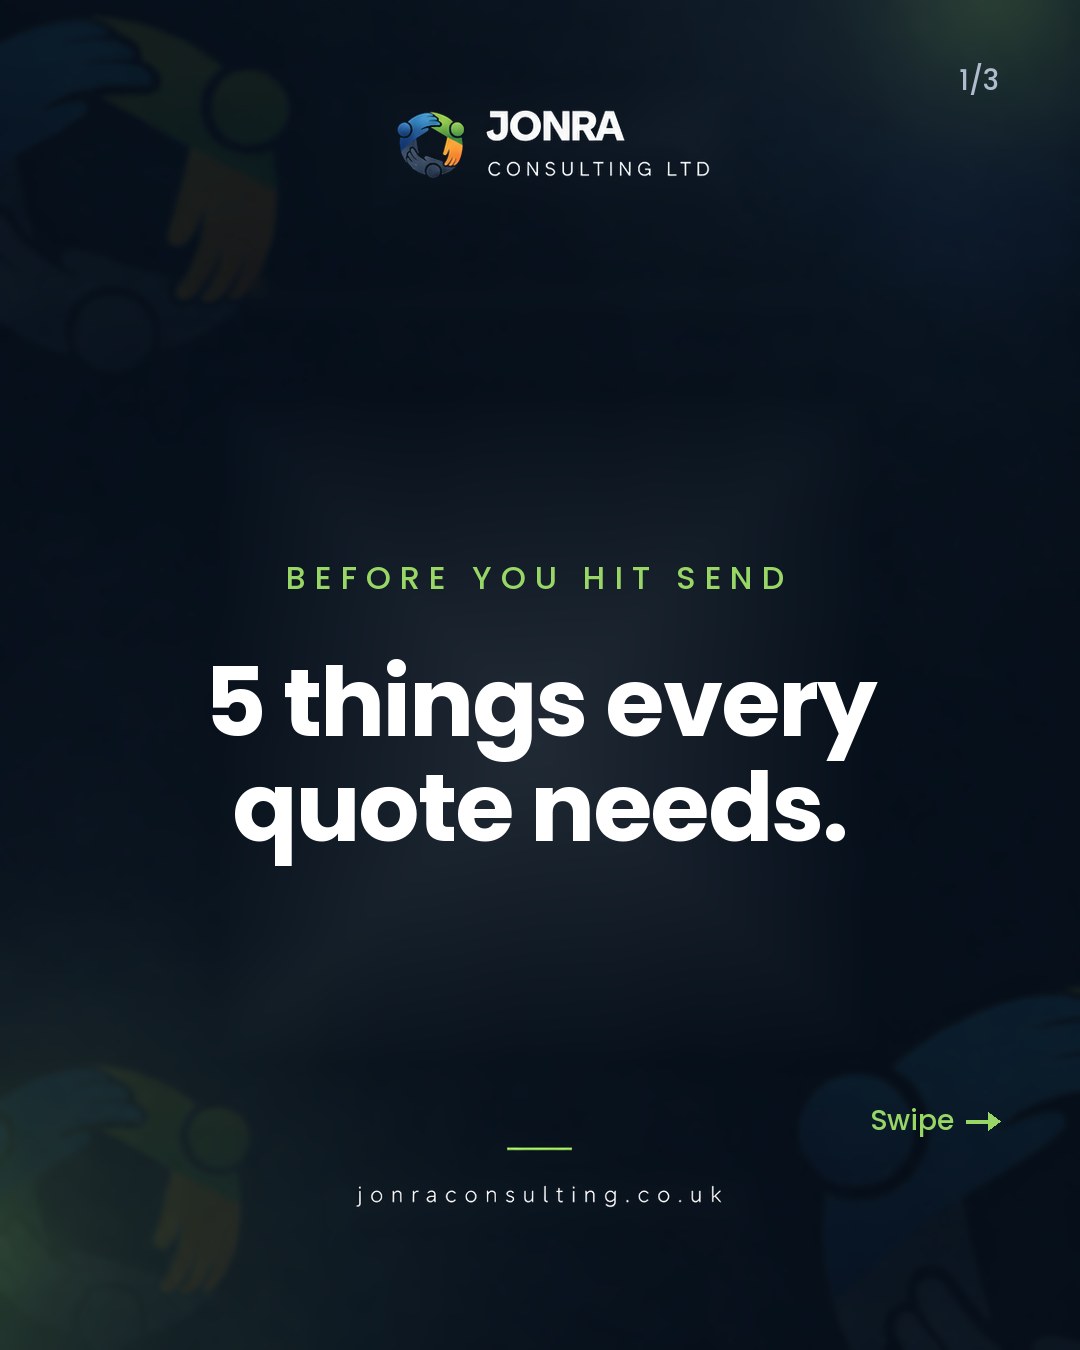 1/3
JONRA
CONSULTING LTD
BEFORE YOU HIT SEND
5 things every
quote needs.
Swipe →
jonraconsulting.co.uk